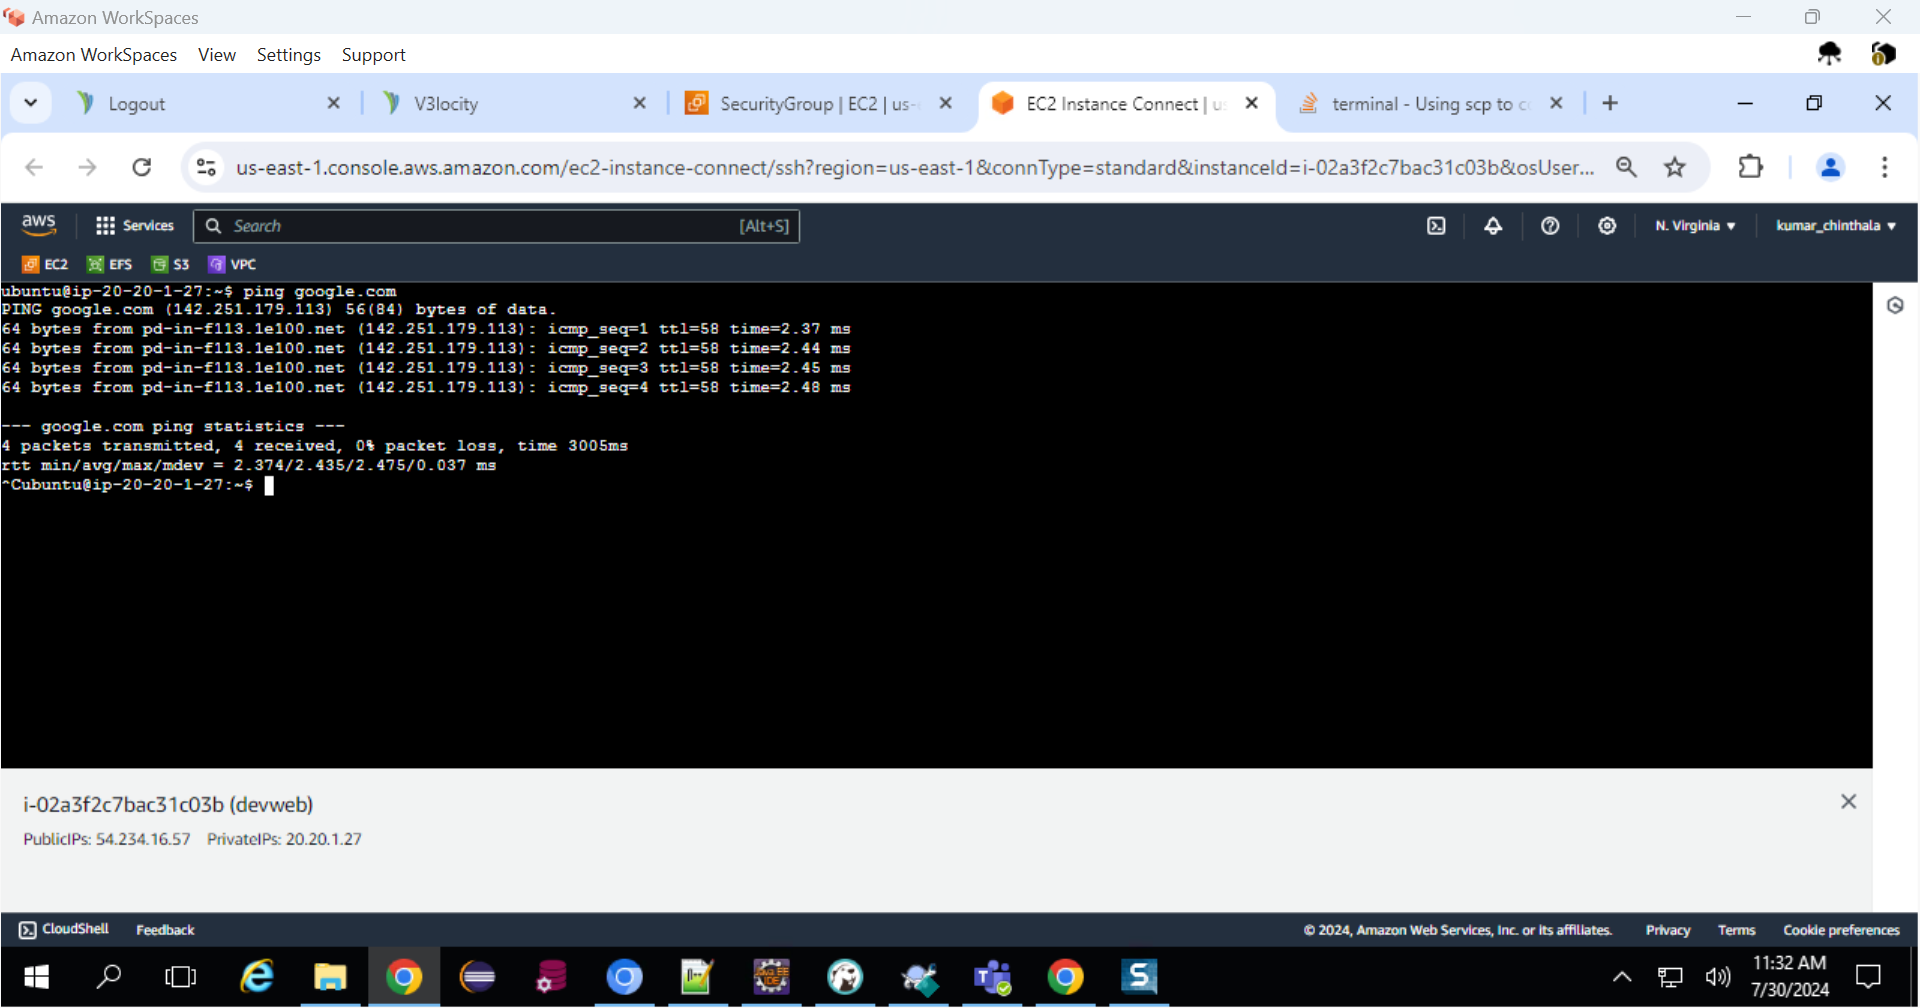 Amazon WorkSpaces
Amazon WorkSpaces View Settings Support
Logout V3locity SecurityGroup | EC2 | us- EC2 Instance Connect | us terminal - Using scp to c
us-east-1.console.aws.amazon.com/ec2-instance-connect/ssh?region=us-east-1&connType=standard&instanceId=i-02a3f2c7bac31c03b&osUser...
aws Services Search [Alt+S] N. Virginia kumar_chinthala
EC2 EFS S3 VPC
ubuntu@ip-20-20-1-27:~$ ping google.com
PING google.com (142.251.179.113) 56(84) bytes of data.
64 bytes from pd-in-f113.1e100.net (142.251.179.113): icmp_seq=1 ttl=58 time=2.37 ms
64 bytes from pd-in-f113.1e100.net (142.251.179.113): icmp_seq=2 ttl=58 time=2.44 ms
64 bytes from pd-in-f113.1e100.net (142.251.179.113): icmp_seq=3 ttl=58 time=2.45 ms
64 bytes from pd-in-f113.1e100.net (142.251.179.113): icmp_seq=4 ttl=58 time=2.48 ms
--- google.com ping statistics ---
4 packets transmitted, 4 received, 0% packet loss, time 3005ms
rtt min/avg/max/mdev = 2.374/2.435/2.475/0.037 ms
^Cubuntu@ip-20-20-1-27:~$
i-02a3f2c7bac31c03b (devweb)
PublicIPs: 54.234.16.57 PrivateIPs: 20.20.1.27
CloudShell Feedback © 2024, Amazon Web Services, Inc. or its affiliates. Privacy Terms Cookie preferences
11:32 AM
7/30/2024